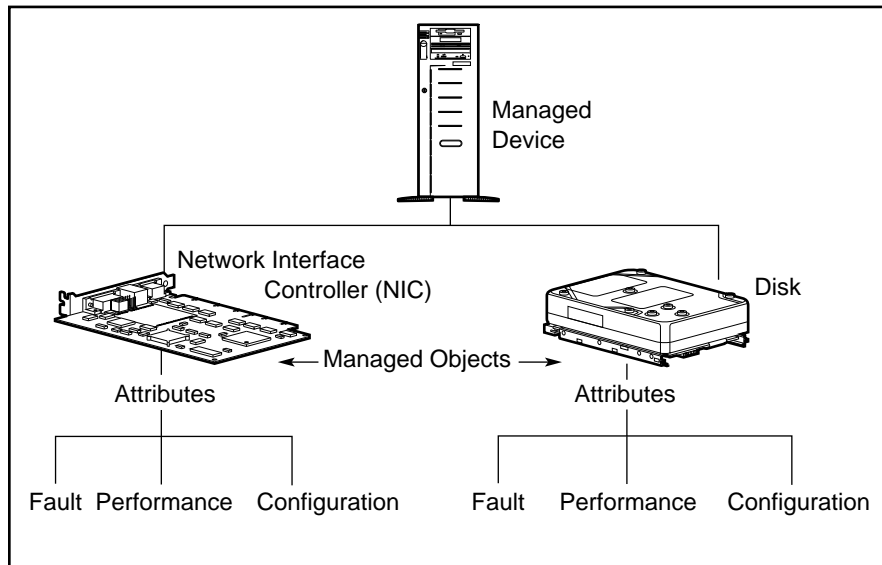 Managed
Device
Network Interface
Controller (NIC)
Disk
Managed Objects
Attributes
Attributes
Fault Performance Configuration
Fault Performance Configuration